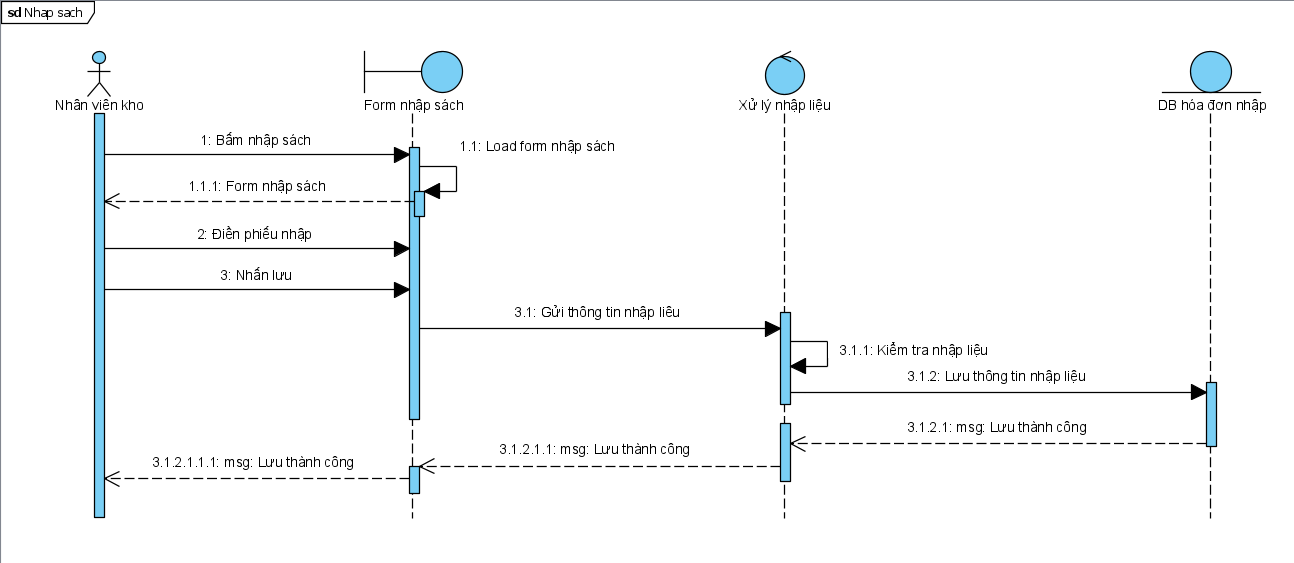 sd Nhap sach
Nhân viên kho
Form nhập sách
Xử lý nhập liệu
DB hóa đơn nhập
1: Bấm nhập sách
1.1: Load form nhập sách
1.1.1: Form nhập sách
2: Điền phiếu nhập
3: Nhấn lưu
3.1: Gửi thông tin nhập liêu
3.1.1: Kiểm tra nhập liệu
3.1.2: Lưu thông tin nhập liệu
3.1.2.1: msg: Lưu thành công
3.1.2.1.1: msg: Lưu thành công
3.1.2.1.1.1: msg: Lưu thành công